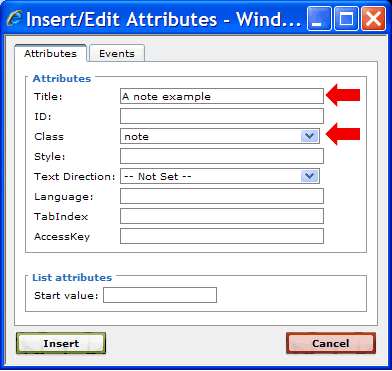 Insert/Edit Attributes - Wind...
Attributes Events
Attributes
Title: A note example
ID:
Class note
Style:
Text Direction: -- Not Set --
Language:
TabIndex
AccessKey
List attributes
Start value:
Insert Cancel